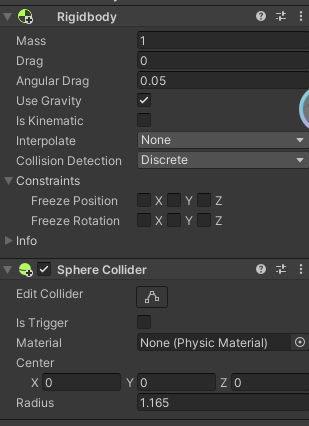 Rigidbody
Mass 1
Drag 0
Angular Drag 0.05
Use Gravity
Is Kinematic
Interpolate None
Collision Detection Discrete
Constraints
Freeze Position X Y Z
Freeze Rotation X Y Z
Info
Sphere Collider
Edit Collider
Is Trigger
Material None (Physic Material)
Center
X 0 Y 0 Z 0
Radius 1.165